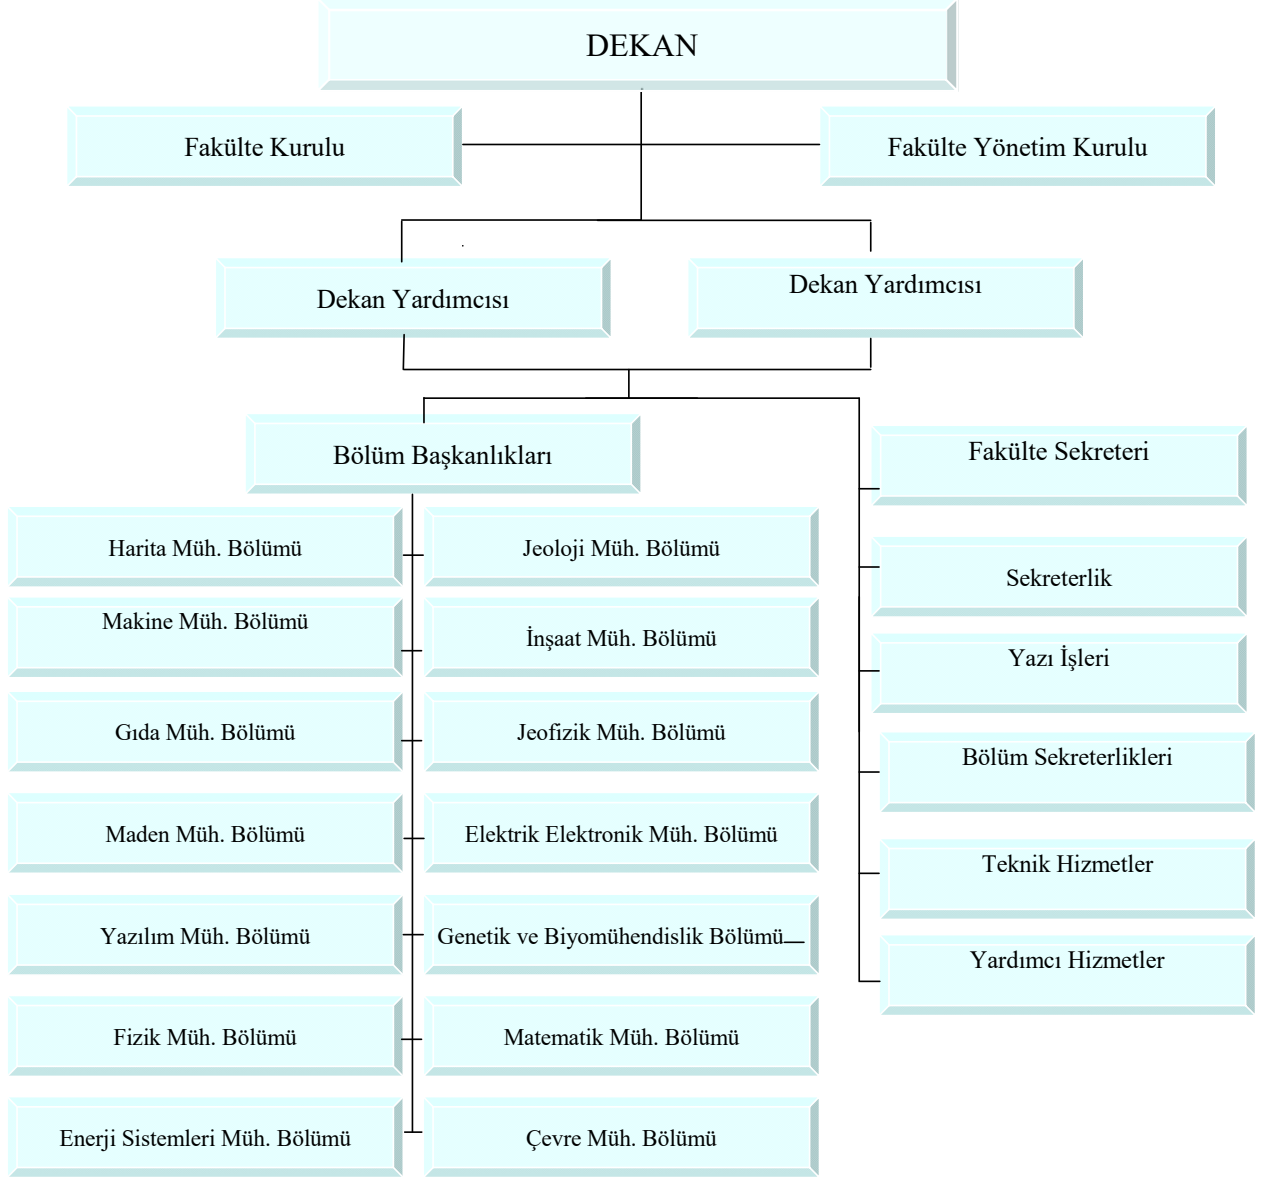 DEKAN
Fakülte Kurulu
Fakülte Yönetim Kurulu
Dekan Yardımcısı
Dekan Yardımcısı
Bölüm Başkanlıkları
Harita Müh. Bölümü
Jeoloji Müh. Bölümü
Makine Müh. Bölümü
İnşaat Müh. Bölümü
Gıda Müh. Bölümü
Jeofizik Müh. Bölümü
Maden Müh. Bölümü
Elektrik Elektronik Müh. Bölümü
Yazılım Müh. Bölümü
Genetik ve Biyomühendislik Bölümü
Fizik Müh. Bölümü
Matematik Müh. Bölümü
Enerji Sistemleri Müh. Bölümü
Çevre Müh. Bölümü
Fakülte Sekreteri
Sekreterlik
Yazı İşleri
Bölüm Sekreterlikleri
Teknik Hizmetler
Yardımcı Hizmetler